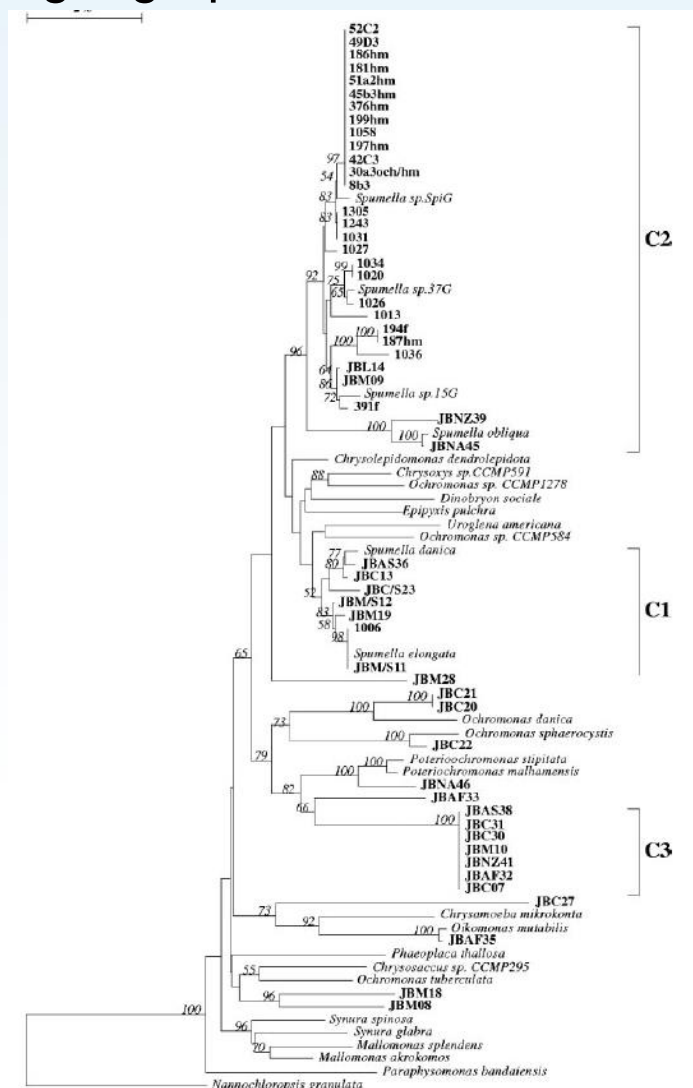 52C2
49D3
186hm
181hm
51a2hm
45b3hm
376hm
199hm
1058
197hm
97
42C3
54
30a3och/hm
8b3
83
Spumella sp.SpiG
83
1305
1243
1031
1027
C2
99
1034
1020
92
75
65
Spumella sp.37G
1026
1013
100
194f
187hm
100
1036
96
64
JBL14
86
JBM09
72
Spumella sp.15G
391f
JBNZ39
100
Spumella obliqua
100
JBNA45
Chrysolepidomonas dendrolepidota
88
Chrysoxys sp.CCMP591
Ochromonas sp. CCMP1278
Dinobryon sociale
Epipyxis pulchra
Uroglena americana
Ochromonas sp. CCMP584
77
Spumella danica
80
JBAS36
JBC13
52
JBC/S23
JBM/S12
C1
83
JBM19
58
1006
98
Spumella elongata
JBM/S11
65
JBM28
JBC21
100
JBC20
100
73
Ochromonas danica
Ochromonas sphaerocystis
100
JBC22
79
Poterioochromonas stipitata
100
Poteriochromonas malhamensis
100
82
JBNA46
JBAF33
66
JBAS38
100
JBC31
JBC30
JBM10
C3
JBNZ41
JBAF32
JBC07
JBC27
73
Chrysamoeba mikrokonta
92
Oikomonas mutabilis
100
JBAF35
Phaeoplaca thallosa
Chrysosaccus sp. CCMP295
55
Ochromonas tuberculata
JBM18
96
JBM08
100
Synura spinosa
96
Synura glabra
Mallomonas splendens
70
Mallomonas akrokomos
Paraphysomonas bandaiensis
Nannochloropsis granulata